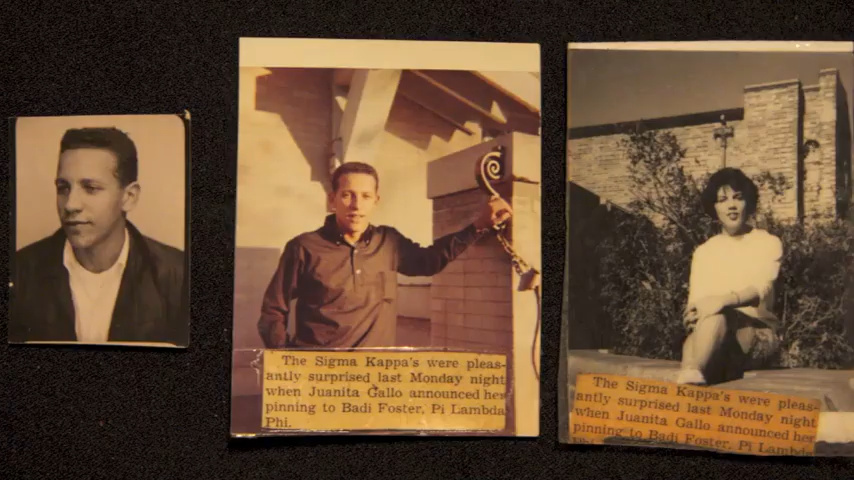 The Sigma Kappa's were pleas-
antly surprised last Monday night
when Juanita Gallo announced her
pinning to Badi Foster, Pi Lambda
Phi.
The Sigma Kappa's were pleas-
antly surprised last Monday night
when Juanita Gallo announced her
pinning to Badi Foster, Pi Lambda